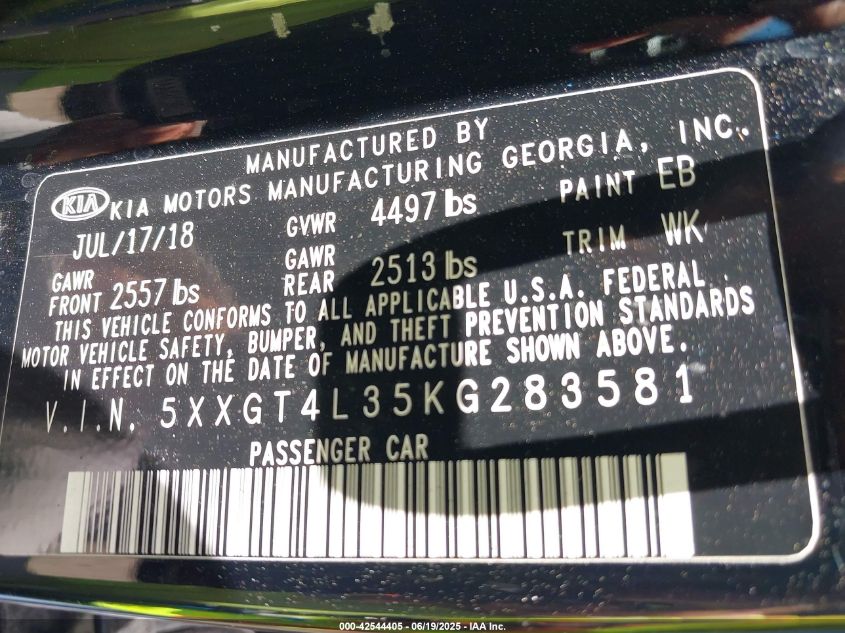 MANUFACTURED BY
KIA KIA MOTORS MANUFACTURING GEORGIA, INC.
JUL/17/18 GVWR 4497 lbs PAINT EB
GAWR FRONT 2557 lbs GAWR REAR 2513 lbs TRIM WK
THIS VEHICLE CONFORMS TO ALL APPLICABLE U.S.A. FEDERAL
MOTOR VEHICLE SAFETY, BUMPER, AND THEFT PREVENTION STANDARDS
IN EFFECT ON THE DATE OF MANUFACTURE SHOWN ABOVE.
V.I.N. 5XXGT4L35KG283581
PASSENGER CAR
000-42544405 - 06/19/2025 - IAA Inc.